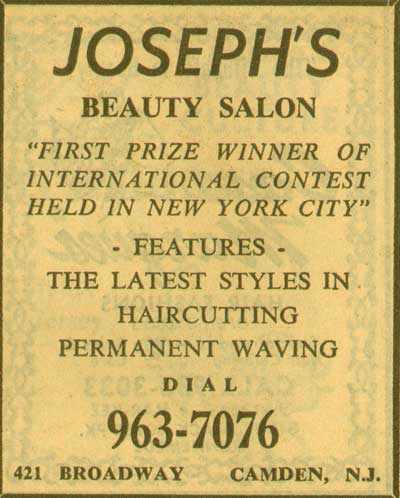 JOSEPH'S
BEAUTY SALON
"FIRST PRIZE WINNER OF
INTERNATIONAL CONTEST
HELD IN NEW YORK CITY"
- FEATURES -
THE LATEST STYLES IN
HAIRCUTTING
PERMANENT WAVING
DIAL
963-7076
421 BROADWAY CAMDEN, N.J.